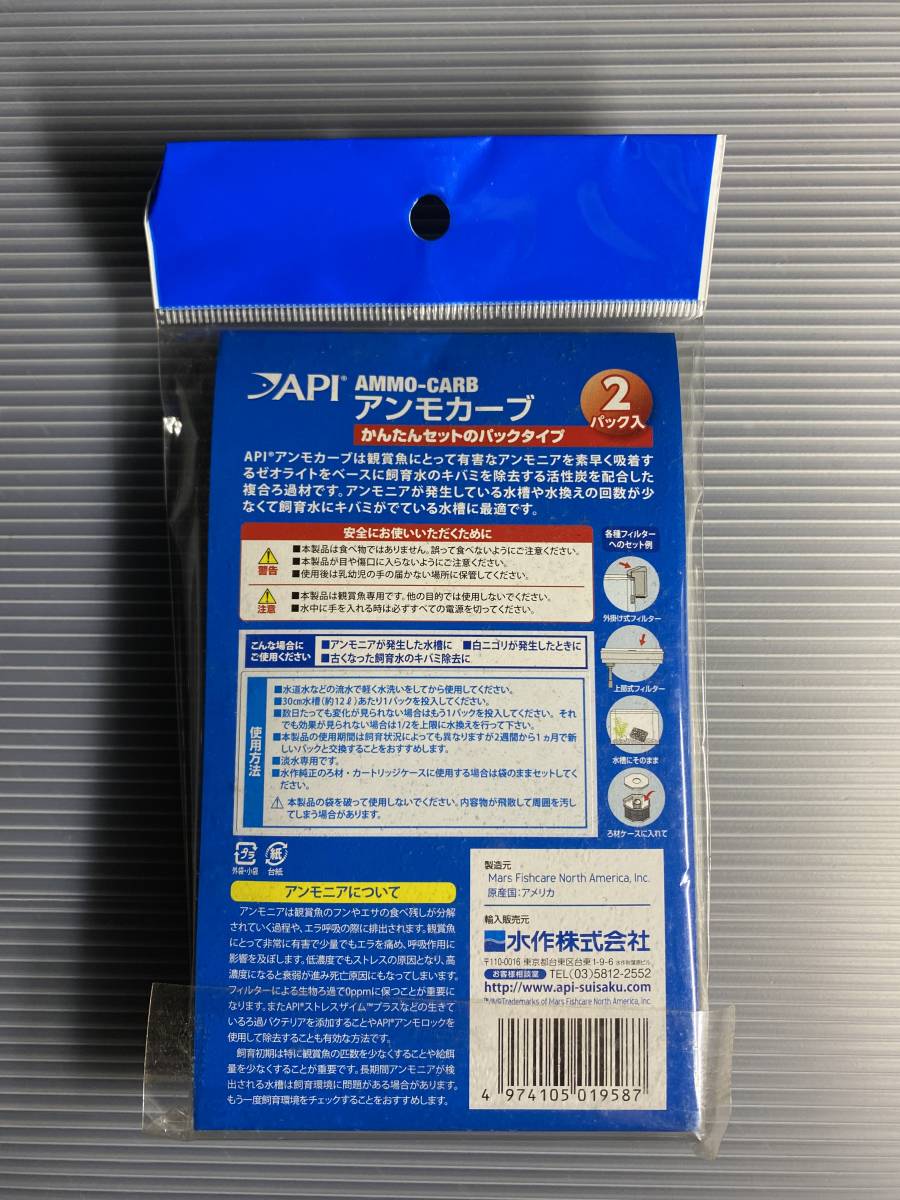 API® AMMO-CARB
アンモカーブ
かんたんセットのパックタイプ
2
パック入
API®アンモカーブは観賞魚にとって有害なアンモニアを素早く吸着す
るゼオライトをベースに飼育水のキバミを除去する活性炭を配合した
複合ろ過材です。アンモニアが発生している水槽や水換えの回数が少
なくて飼育水にキバミがでている水槽に最適です。
安全にお使いいただくために
警告
■本製品は食べ物ではありません。誤って食べないようにご注意ください。
■本製品が目や傷口に入らないようにご注意ください。
■使用後は乳幼児の手の届かない場所に保管してください。
注意
■本製品は観賞魚専用です。他の目的では使用しないでください。
■水中に手を入れる時は必ずすべての電源を切ってください。
各種フィルター
へのセット例
外掛け式フィルター
上部式フィルター
水槽にそのまま
ろ材ケースに入れて
こんな場合に
ご使用ください
■アンモニアが発生した水槽に ■白ニゴリが発生したときに
■古くなった飼育水のキバミ除去に
使用方法
■水道水などの流水で軽く水洗いをしてから使用してください。
■30cm水槽(約12ℓ)あたり1パックを投入してください。
■数日たっても変化が見られない場合はもう1パックを投入してください。それ
でも効果が見られない場合は1/2を上限に水換えを行って下さい。
■本製品の使用期間は飼育状況によっても異なりますが2週間から1ヵ月で新
しいパックと交換することをおすすめします。
■淡水専用です。
■水作純正のろ材・カートリッジケースに使用する場合は袋のままセットしてく
ださい。
⚠ 本製品の袋を破って使用しないでください。内容物が飛散して周囲を汚し
てしまう場合があります。
プラ
外袋・小袋
紙
台紙
アンモニアについて
アンモニアは観賞魚のフンやエサの食べ残しが分解
されていく過程や、エラ呼吸の際に排出されます。観賞魚
にとって非常に有害で少量でもエラを痛め、呼吸作用に
影響を及ぼします。低濃度でもストレスの原因となり、高
濃度になると衰弱が進み死亡原因にもなってしまいます。
フィルターによる生物ろ過で0ppmに保つことが重要に
なります。またAPI®ストレスザイム™プラスなどの生きて
いるろ過バクテリアを添加することやAPI®アンモロックを
使用して除去することも有効な方法です。
飼育初期は特に観賞魚の匹数を少なくすることや給餌
量を少なくすることが重要です。長期間アンモニアが検
出される水槽は飼育環境に問題がある場合があります。
もう一度飼育環境をチェックすることをおすすめします。
製造元
Mars Fishcare North America, Inc.
原産国:アメリカ
輸入販売元
水作株式会社
〒110-0016 東京都台東区台東1-9-6 水作秋葉原ビル
お客様相談室 TEL(03)5812-2552
http://www.api-suisaku.com
™/®Trademarks of Mars Fishcare North America, Inc.
4 974105 019587